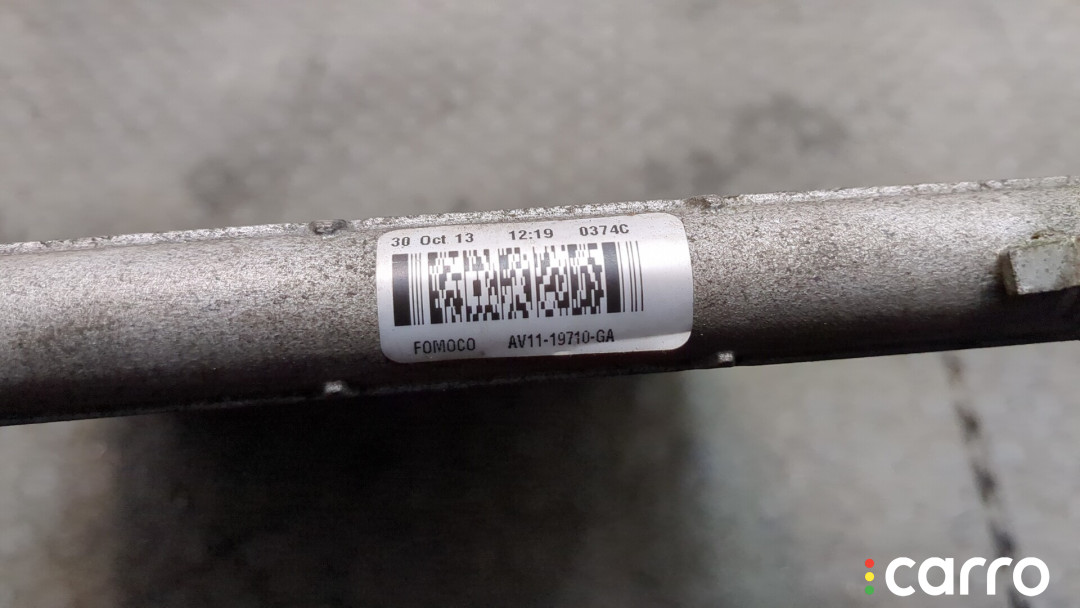 30 Oct 13 12:19 0374C
FOMOCO AV11-19710-GA
carro